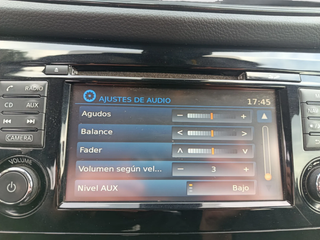 RADIO
CD
AUX
CAMERA
VOLUME
AJUSTES DE AUDIO
17:45
Agudos
Balance
Fader
Volumen según vel...
3
Nivel AUX
Bajo